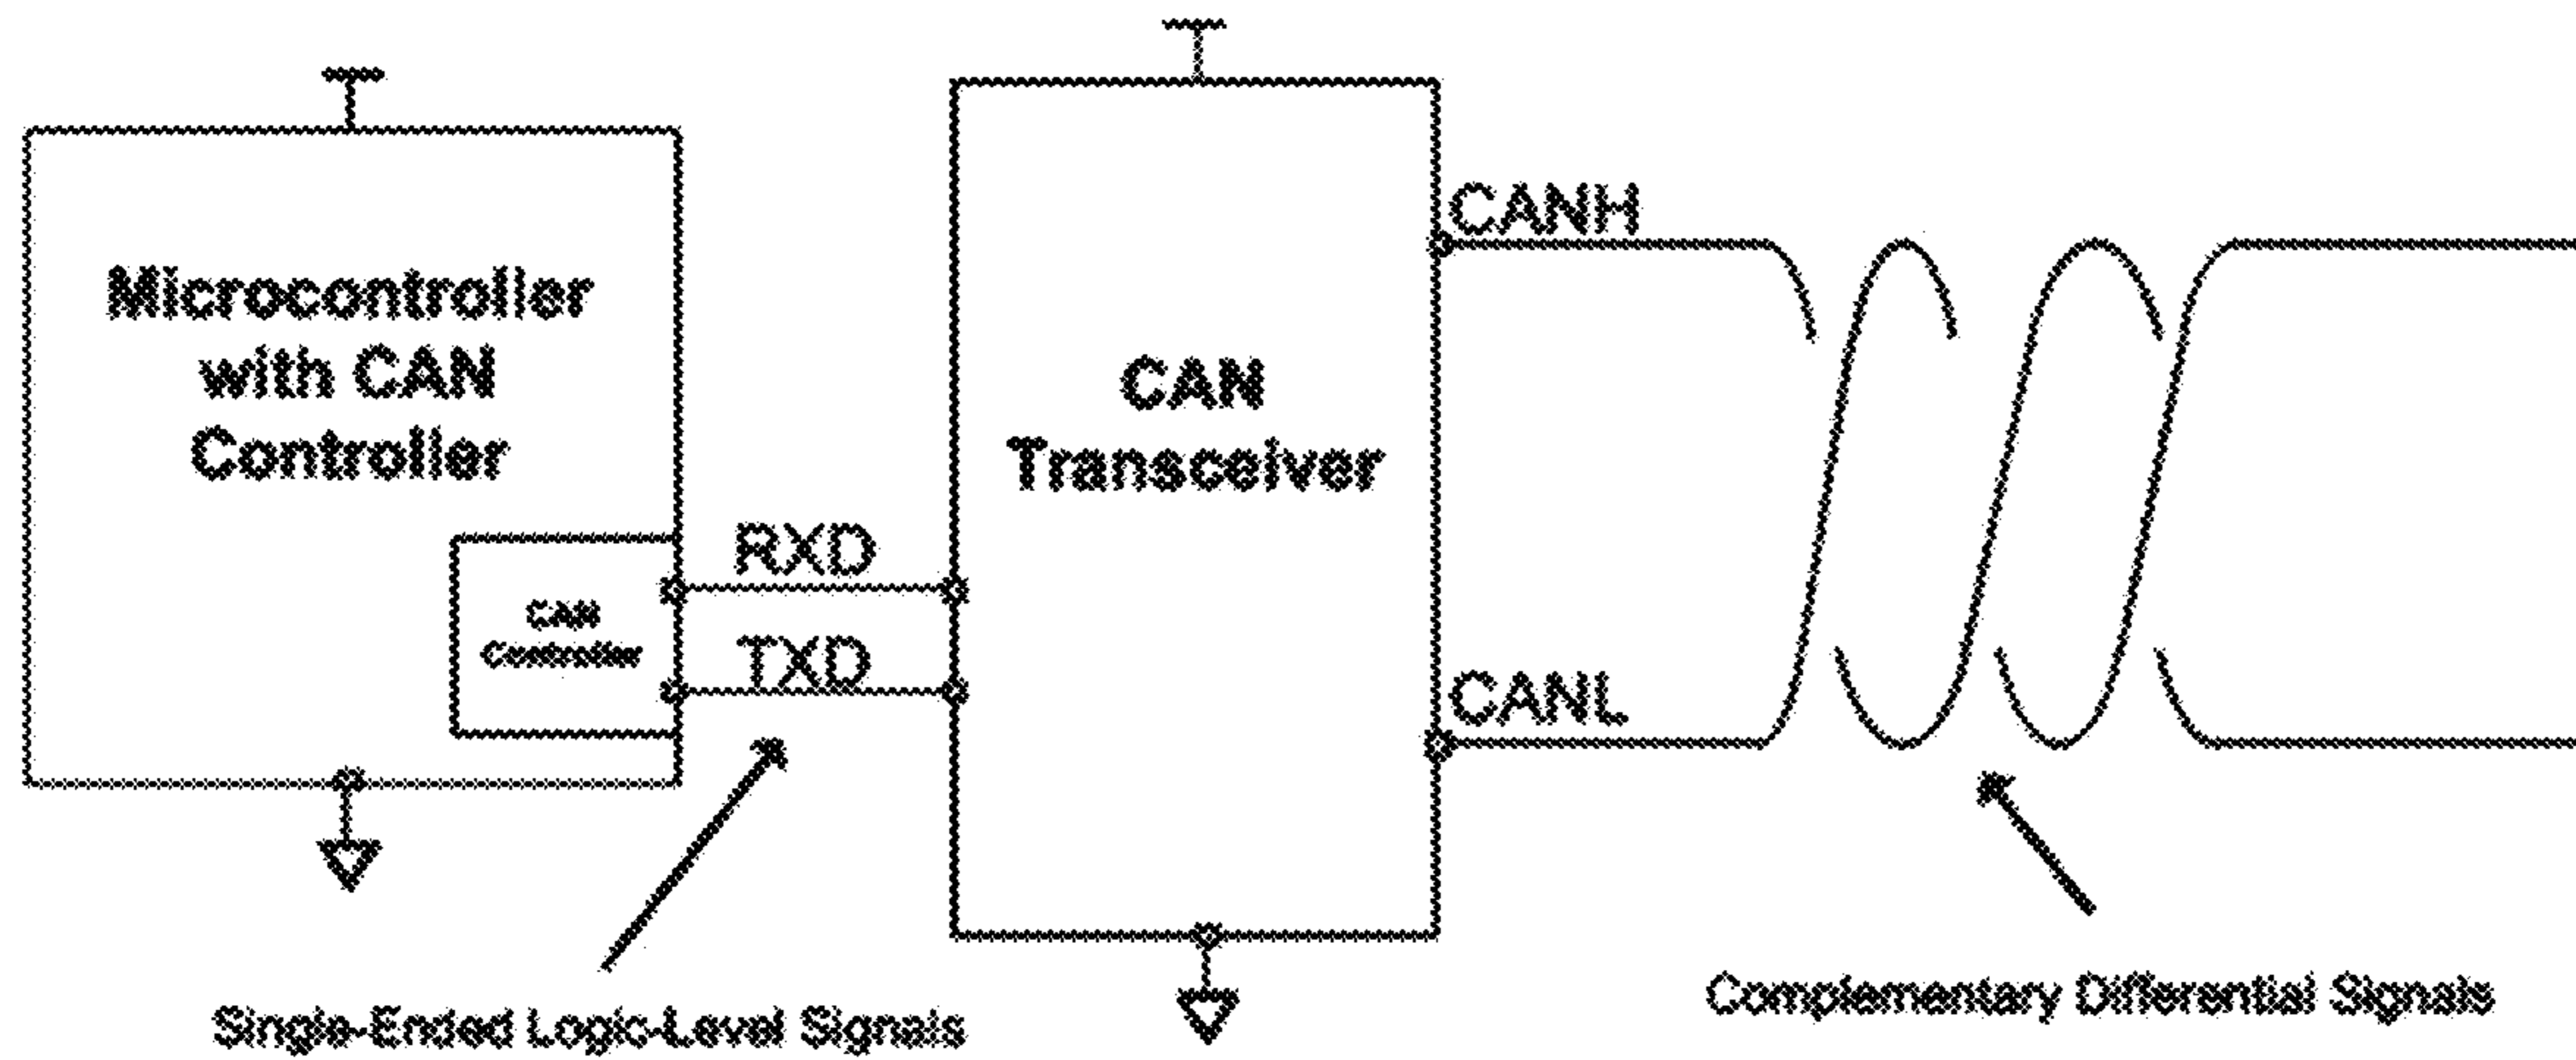 Microcontroller
with CAN
Controller
CAN
Controller
RXD
TXD
CAN
Transceiver
CANH
CANL
Single-Ended Logic-Level Signals
Complementary Differential Signals